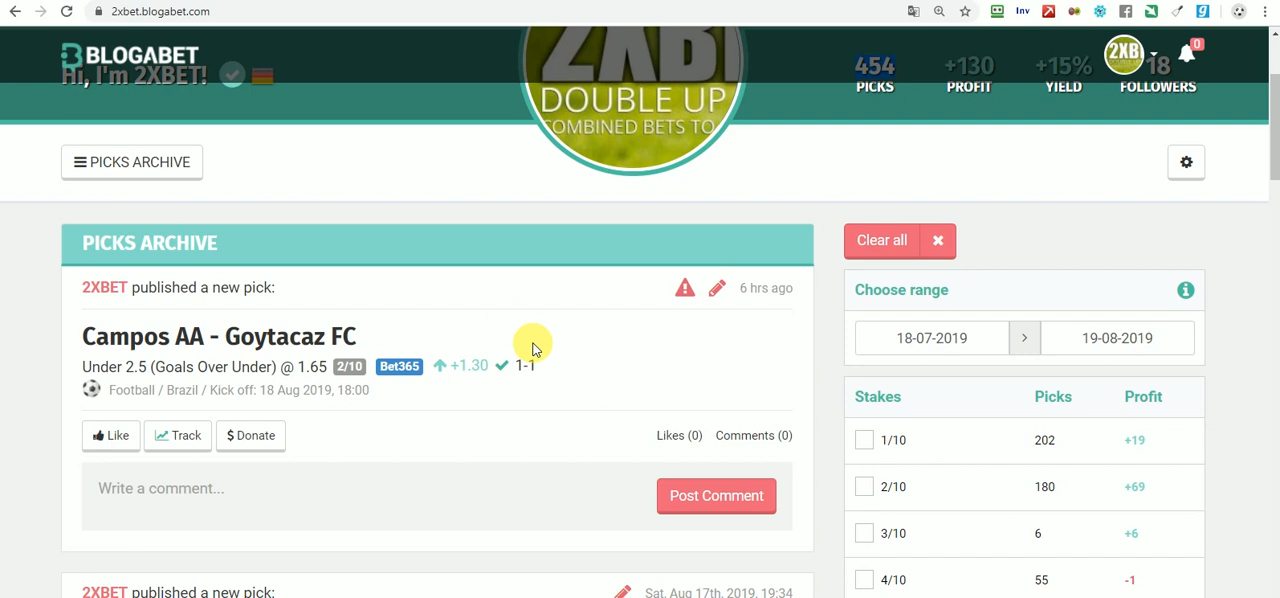 2xbet.blogabet.com
Inv
BLOGABET
Hi, I'm 2XBET!
2XBI
DOUBLE UP
COMBINED BETS TO
454
PICKS
+130
PROFIT
+15%
YIELD
18
FOLLOWERS
2XB
0
PICKS ARCHIVE
PICKS ARCHIVE
2XBET published a new pick:
6 hrs ago
Campos AA - Goytacaz FC
Under 2.5 (Goals Over Under) @ 1.65 2/10 Bet365 +1.30 1-1
Football / Brazil / Kick off: 18 Aug 2019, 18:00
Like
Track
$ Donate
Likes (0) Comments (0)
Write a comment...
Post Comment
2XBET published a new pick:
Sat, Aug 17th, 2019, 19:34
Clear all
Choose range
18-07-2019 > 19-08-2019
Stakes Picks Profit
1/10 202 +19
2/10 180 +69
3/10 6 +6
4/10 55 -1